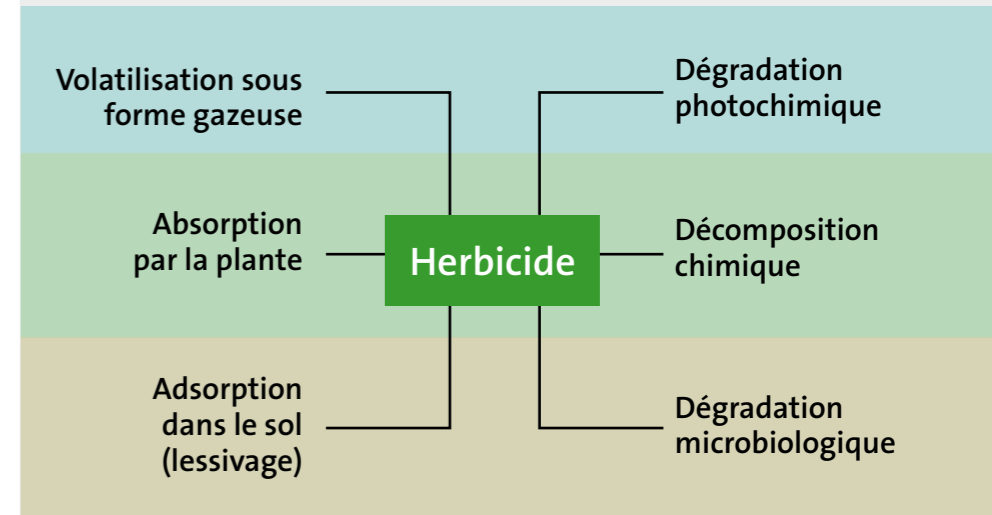 Volatilisation sous
forme gazeuse
Dégradation
photochimique
Absorption
par la plante
Herbicide
Décomposition
chimique
Adsorption
dans le sol
(lessivage)
Dégradation
microbiologique